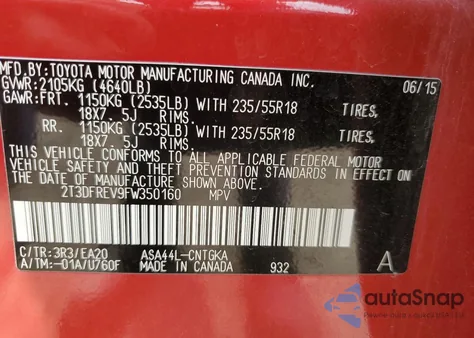 MFD. BY: TOYOTA MOTOR MANUFACTURING CANADA INC.
GVWR: 2105KG (4640LB) 06/15
GAWR: FRT. 1150KG (2535LB) WITH 235/55R18 TIRES,
18X7. 5J RIMS.
RR. 1150KG (2535LB) WITH 235/55R18 TIRES,
18X7. 5J RIMS.
THIS VEHICLE CONFORMS TO ALL APPLICABLE FEDERAL MOTOR
VEHICLE SAFETY AND THEFT PREVENTION STANDARDS IN EFFECT ON
THE DATE OF MANUFACTURE SHOWN ABOVE.
2T3DFREV9FW350160 MPV
C/TR: 3R3/EA20 ASA44L-CNTGKA
A/TM: -01A/U760F MADE IN CANADA 932 A
autoSnap